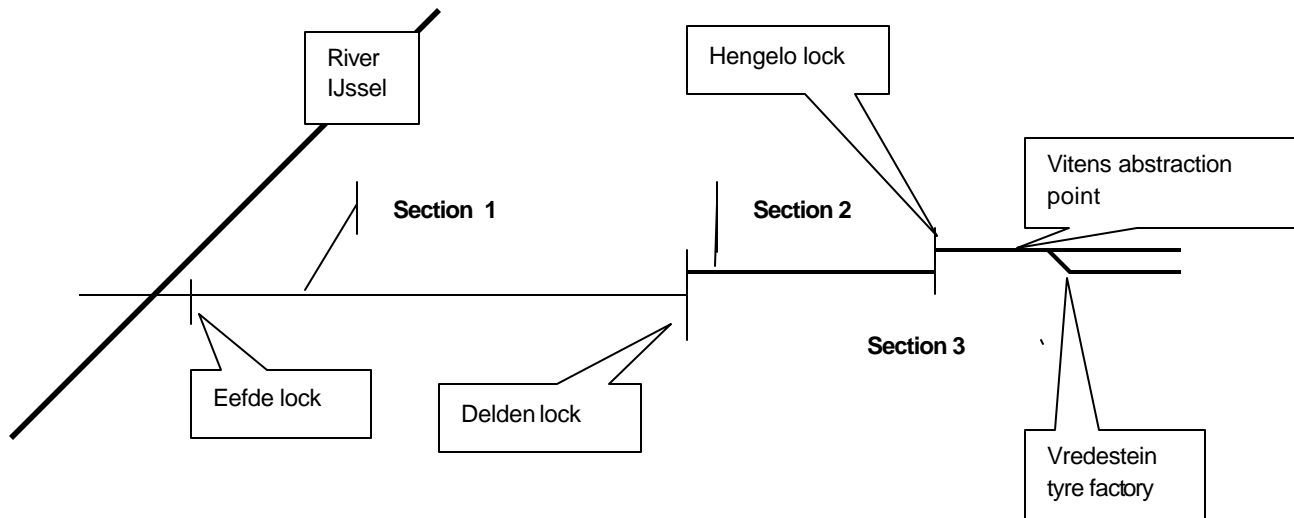 River
IJssel
Hengelo lock
Vitens abstraction
point
Section 1
Section 2
Section 3
Eefde lock
Delden lock
Vredestein
tyre factory